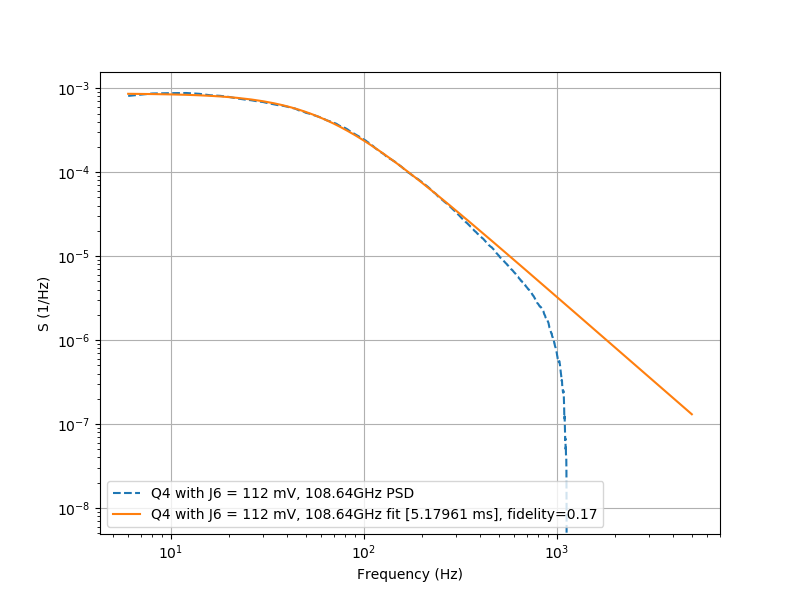 10⁻³
10⁻⁴
10⁻⁵
10⁻⁶
10⁻⁷
10⁻⁸
S (1/Hz)
Q4 with J6 = 112 mV, 108.64GHz PSD
Q4 with J6 = 112 mV, 108.64GHz fit [5.17961 ms], fidelity=0.17
10¹ 10² 10³
Frequency (Hz)